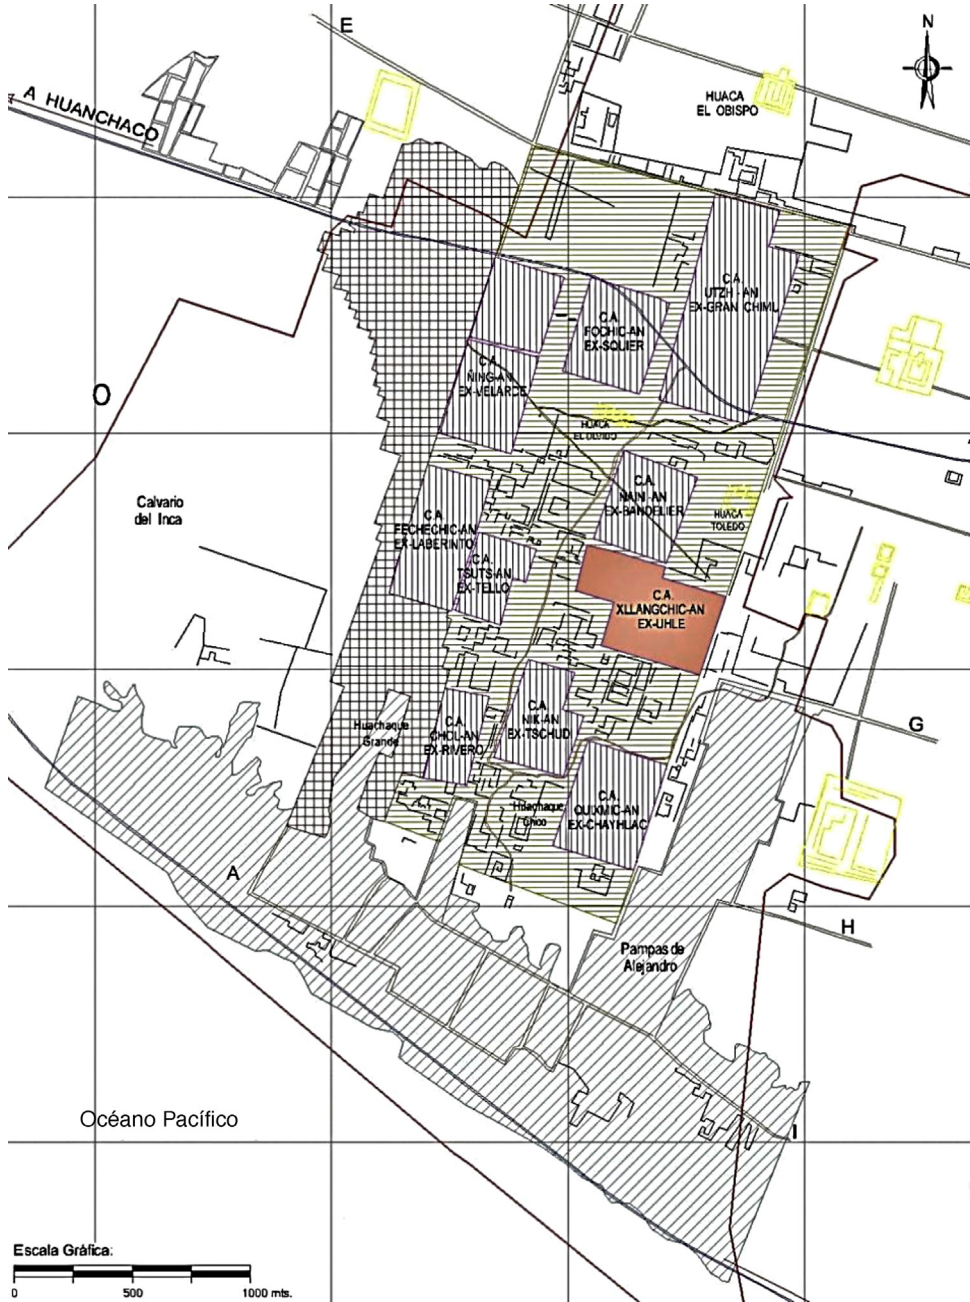 E
N
A HUANCHACO
HUACA
EL OBISPO
C.A.
UTZH - AN
EX-GRAN CHIMU
C.A.
FOCHIC-AN
EX-SQUIER
C.A.
ÑING-AN
EX-VELARDE
O
HUACA
EL OLVIDO
C.A.
ÑAIN -AN
EX-BANDELIER
Calvario
del Inca
HUACA
TOLEDO
C.A.
FECHECHIC-AN
EX-LABERINTO
C.A.
TSUTS-AN
EX-TELLO
C.A.
XLLANGCHIC-AN
EX-UHLE
Huachaque
Grande
C.A.
CHOL-AN
EX-RIVERO
C.A.
NIK-AN
EX-TSCHUDI
G
C.A.
QUIXMIC-AN
EX-CHAYHUAC
Huachaque
Chico
A
H
Pampas de
Alejandro
Océano Pacífico
I
Escala Gráfica:
0 500 1000 mts.